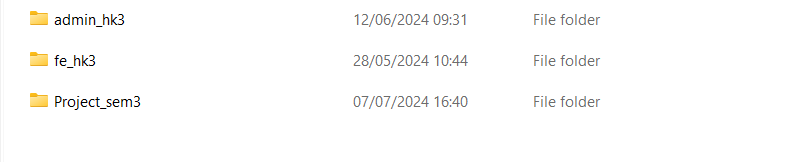 admin_hk3 12/06/2024 09:31 File folder
fe_hk3 28/05/2024 10:44 File folder
Project_sem3 07/07/2024 16:40 File folder